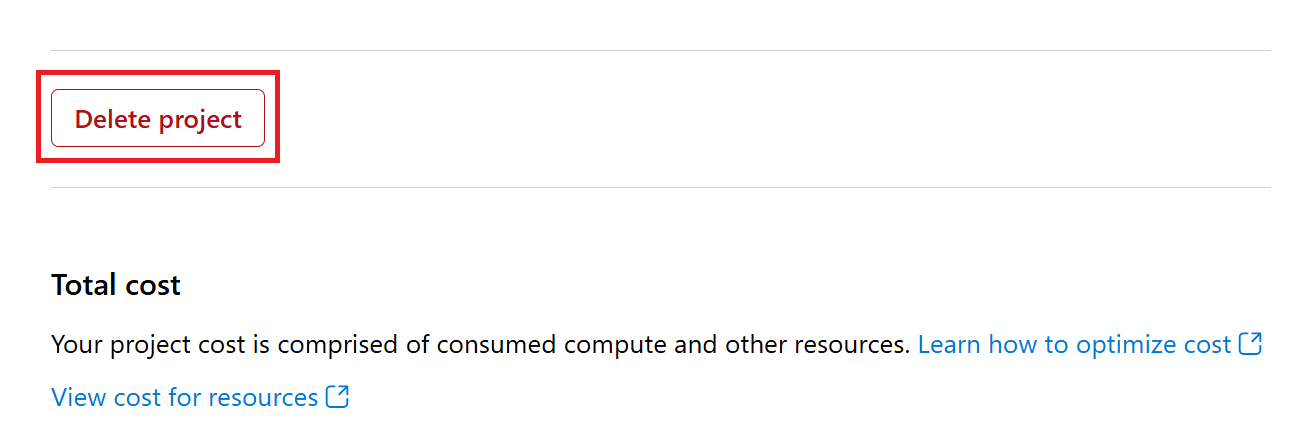 Delete project
Total cost
Your project cost is comprised of consumed compute and other resources. Learn how to optimize cost
View cost for resources